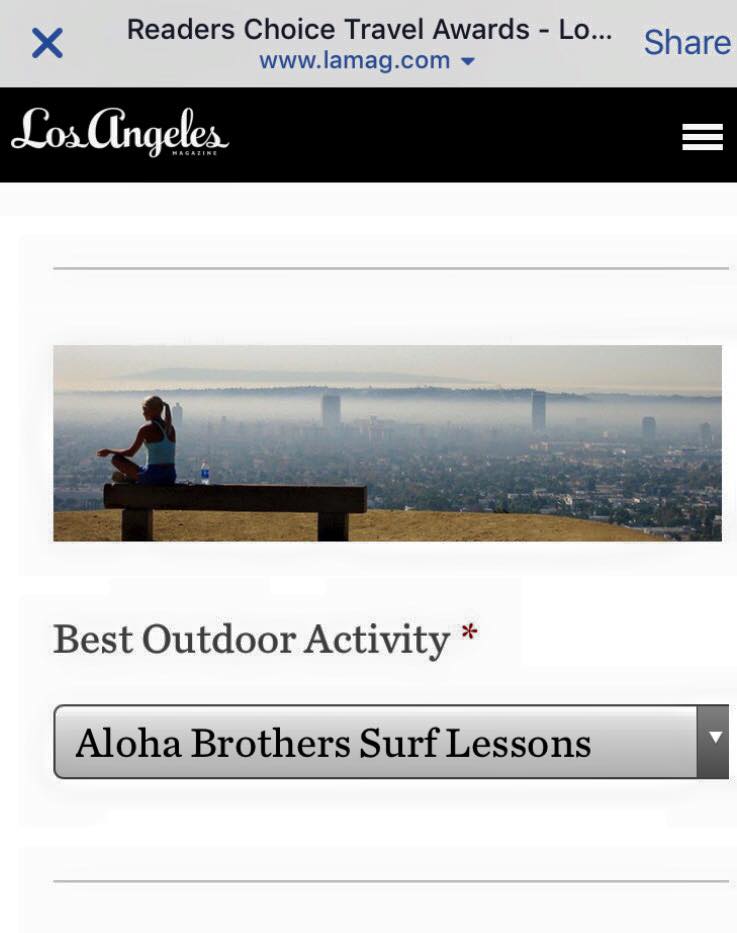 Readers Choice Travel Awards - Lo...
www.lamag.com
Share
Los Angeles
MAGAZINE
Best Outdoor Activity *
Aloha Brothers Surf Lessons